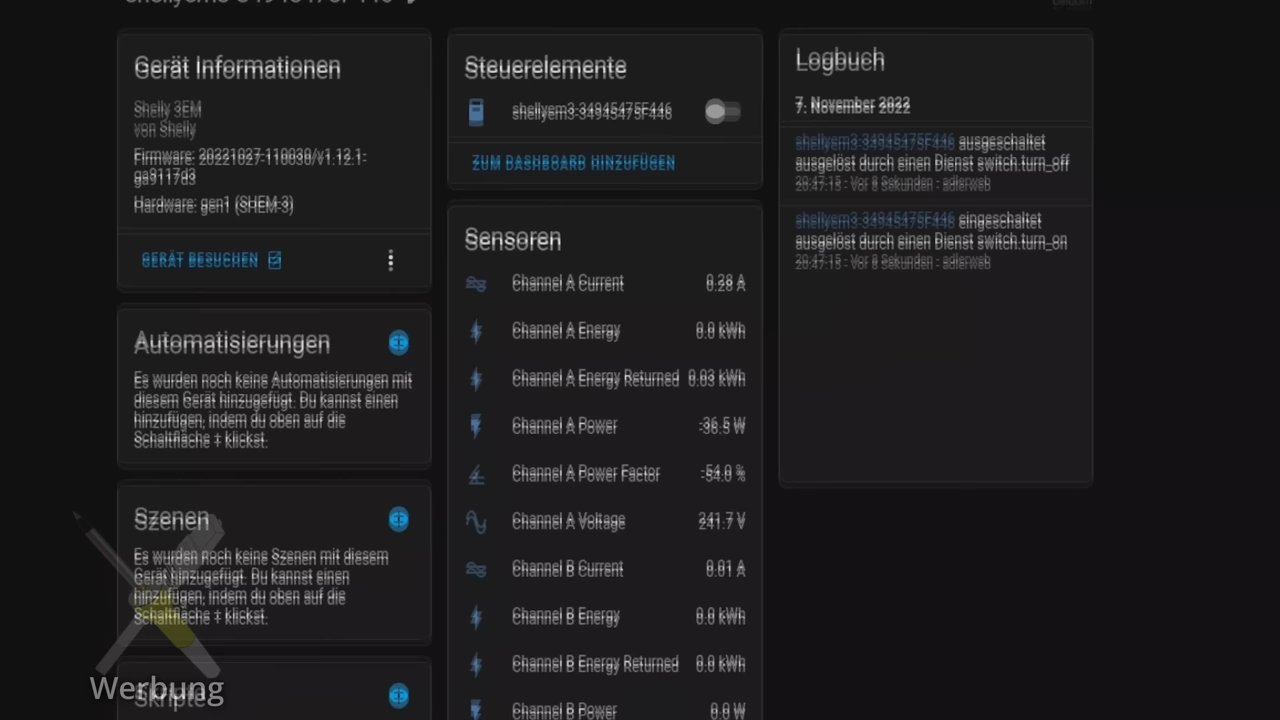 shellyem3-34945475F446
Gerät Informationen
Shelly 3EM
von Shelly
Firmware: 20221027-110030/v1.12.1-
ga9117d3
Hardware: gen1 (SHEM-3)
GERÄT BESUCHEN
Automatisierungen
Es wurden noch keine Automatisierungen mit
diesem Gerät hinzugefügt. Du kannst einen
hinzufügen, indem du oben auf die
Schaltfläche + klickst.
Szenen
Es wurden noch keine Szenen mit diesem
Gerät hinzugefügt. Du kannst einen
hinzufügen, indem du oben auf die
Schaltfläche + klickst.
Skripte
Werbung
Steuerelemente
shellyem3-34945475F446
ZUM DASHBOARD HINZUFÜGEN
Sensoren
Channel A Current 0.28 A
Channel A Energy 0.0 kWh
Channel A Energy Returned 0.03 kWh
Channel A Power -36.5 W
Channel A Power Factor -54.0 %
Channel A Voltage 241.7 V
Channel B Current 0.01 A
Channel B Energy 0.0 kWh
Channel B Energy Returned 0.0 kWh
Channel B Power 0.0 W
Logbuch
7. November 2022
shellyem3-34945475F446 ausgeschaltet
ausgelöst durch einen Dienst switch.turn_off
20:47:15 - Vor 8 Sekunden - adlerweb
shellyem3-34945475F446 eingeschaltet
ausgelöst durch einen Dienst switch.turn_on
20:47:15 - Vor 8 Sekunden - adlerweb